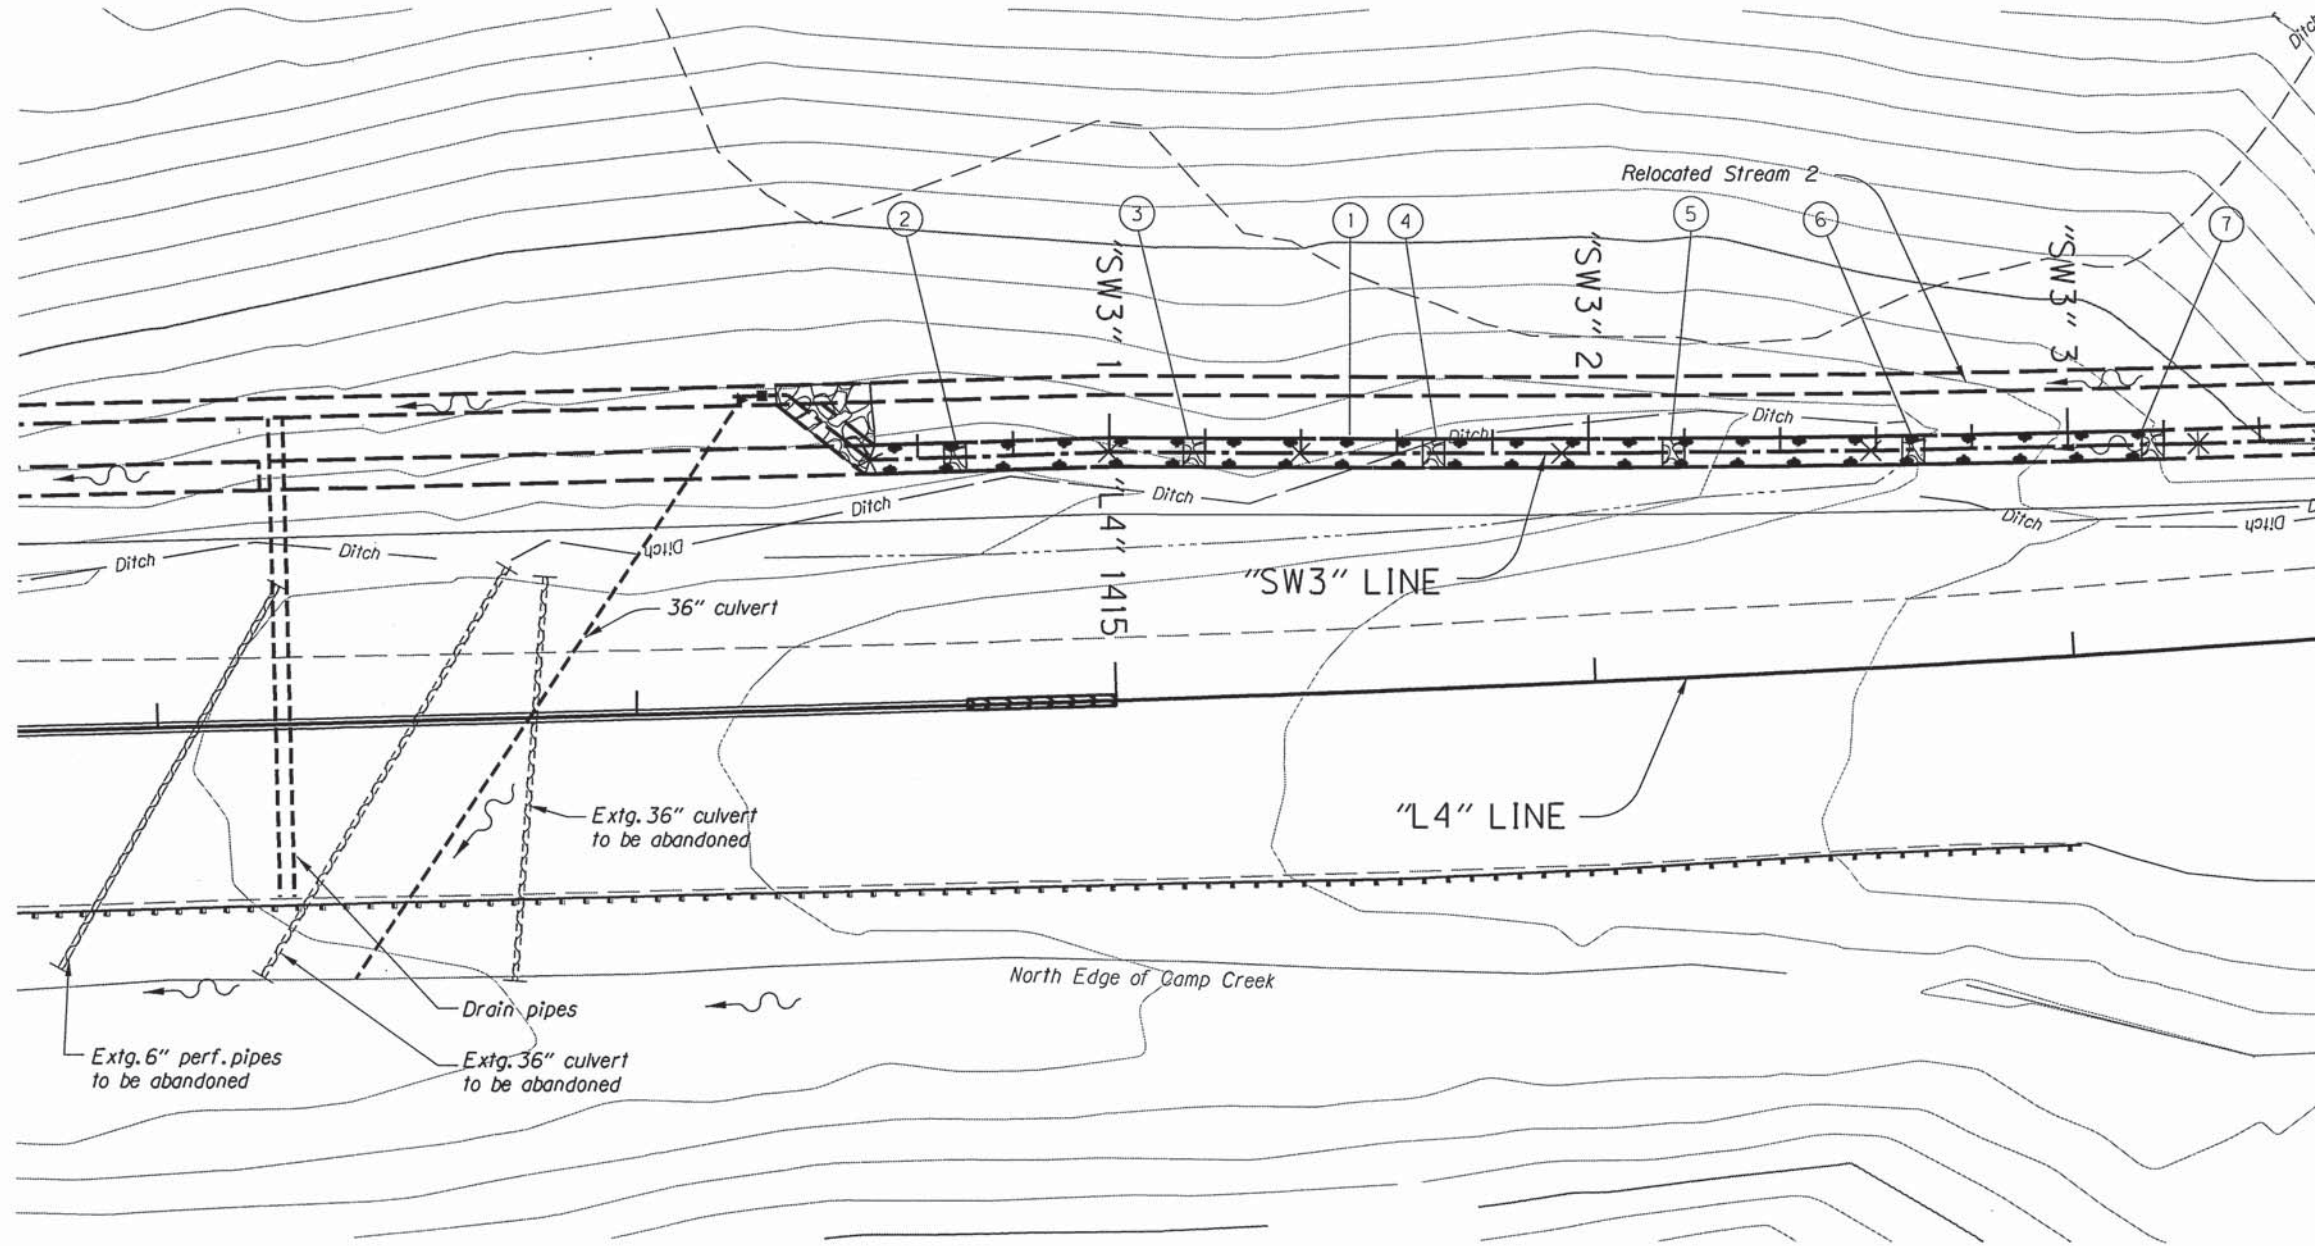 Ditch
Relocated Stream 2
2
3
1
4
5
6
7
"SW3" 1
"SW3" 2
"SW3" 3
Ditch
Ditch
Ditch
Ditch
Ditch
Ditch
Ditch
Ditch
Ditch
D
"L4" 1415
"SW3" LINE
36" culvert
"L4" LINE
Extg. 36" culvert
to be abandoned
North Edge of Camp Creek
Drain pipes
Extg. 6" perf. pipes
to be abandoned
Extg. 36" culvert
to be abandoned